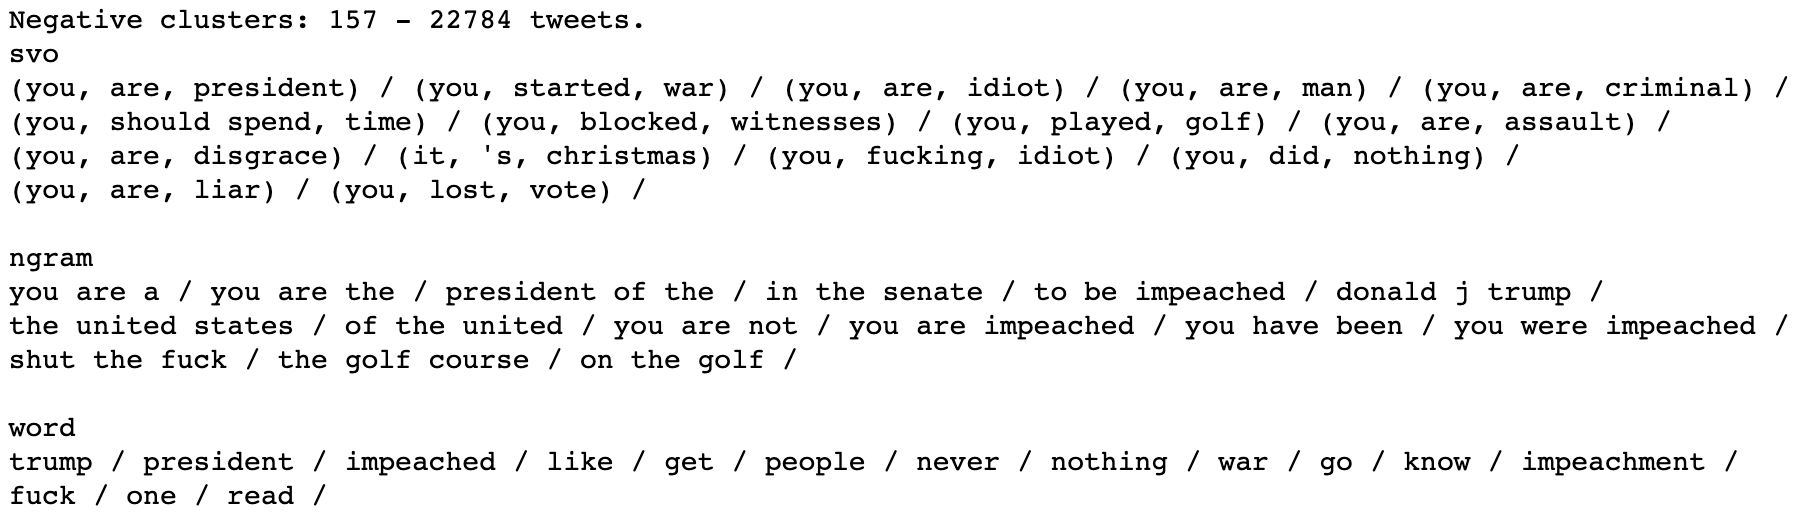 Negative clusters: 157 - 22784 tweets.
svo
(you, are, president) / (you, started, war) / (you, are, idiot) / (you, are, man) / (you, are, criminal) /
(you, should spend, time) / (you, blocked, witnesses) / (you, played, golf) / (you, are, assault) /
(you, are, disgrace) / (it, 's, christmas) / (you, fucking, idiot) / (you, did, nothing) /
(you, are, liar) / (you, lost, vote) /
ngram
you are a / you are the / president of the / in the senate / to be impeached / donald j trump /
the united states / of the united / you are not / you are impeached / you have been / you were impeached /
shut the fuck / the golf course / on the golf /
word
trump / president / impeached / like / get / people / never / nothing / war / go / know / impeachment /
fuck / one / read /